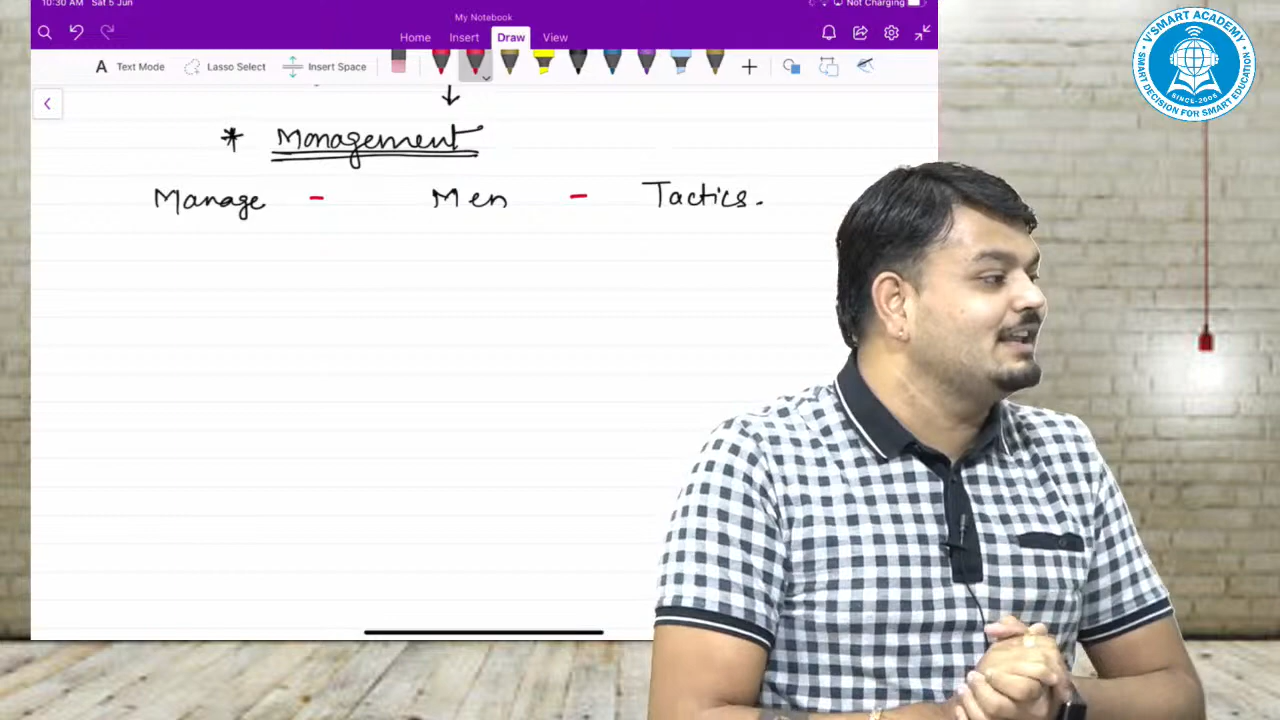 10:30 AM Sat 5 Jun
Not Charging
My Notebook
Home Insert Draw View
Text Mode Lasso Select Insert Space
* Management
Manage - Men - Tactics.
V'SMART ACADEMY
SINCE-2006
SMART DECISION FOR SMART EDUCATION